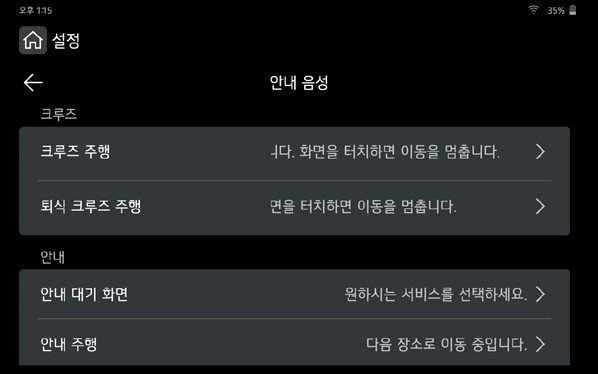 오후 1:15
35%
설정
안내 음성
크루즈
크루즈 주행 니다. 화면을 터치하면 이동을 멈춥니다.
퇴식 크루즈 주행 면을 터치하면 이동을 멈춥니다.
안내
안내 대기 화면 원하시는 서비스를 선택하세요.
안내 주행 다음 장소로 이동 중입니다.